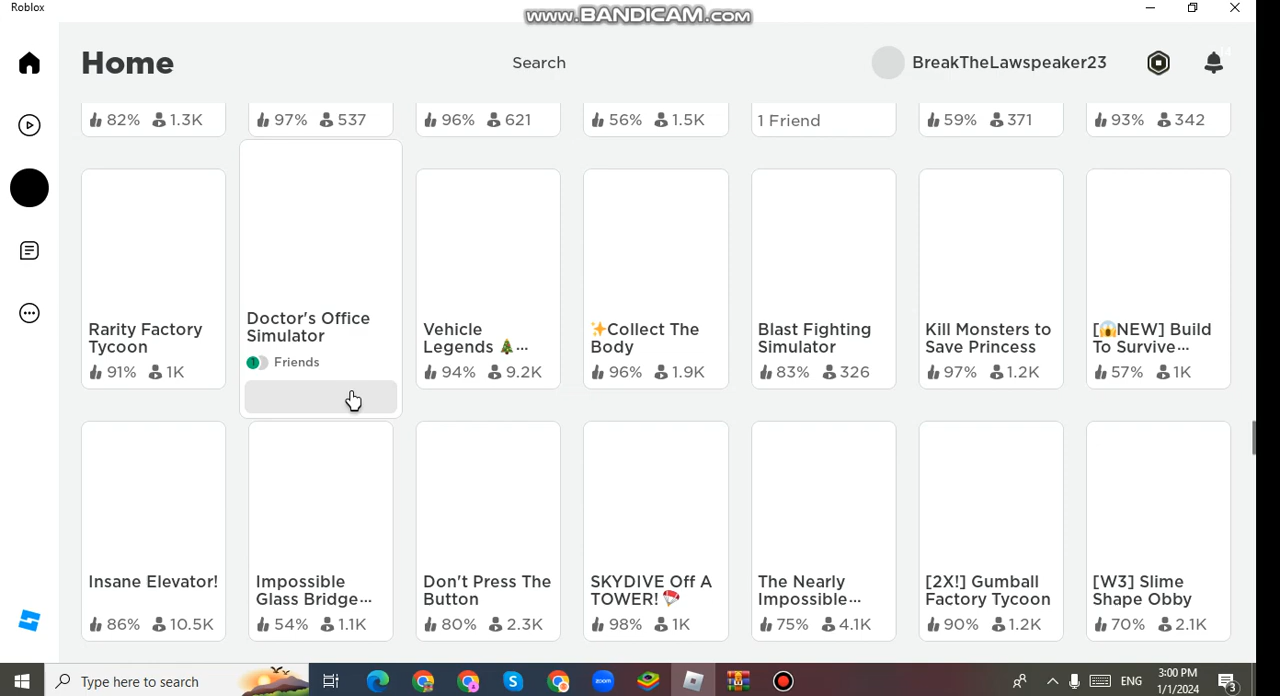 Roblox
www.BANDICAM.com
Home
Search
BreakTheLawspeaker23
82% 1.3K
97% 537
96% 621
56% 1.5K
1 Friend
59% 371
93% 342
Rarity Factory
Tycoon
91% 1K
Doctor's Office
Simulator
1 Friends
Vehicle
Legends 🎄...
94% 9.2K
✨Collect The
Body
96% 1.9K
Blast Fighting
Simulator
83% 326
Kill Monsters to
Save Princess
97% 1.2K
[😱NEW] Build
To Survive...
57% 1K
Insane Elevator!
86% 10.5K
Impossible
Glass Bridge...
54% 1.1K
Don't Press The
Button
80% 2.3K
SKYDIVE Off A
TOWER! 🪂
98% 1K
The Nearly
Impossible...
75% 4.1K
[2X!] Gumball
Factory Tycoon
90% 1.2K
[W3] Slime
Shape Obby
70% 2.1K
Type here to search
zoom
ENG
3:00 PM
1/1/2024
3